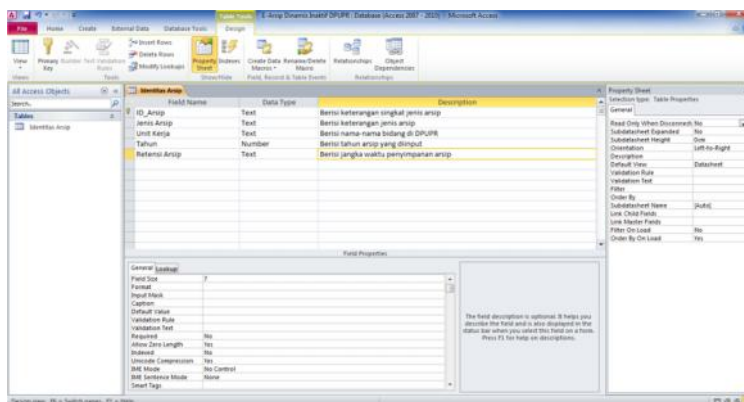 Table Tools
E-Arsip Dinamis Inaktif DPUPR : Database (Access 2007 - 2010) - Microsoft Access
File Home Create External Data Database Tools Design
View
Primary Key
Builder
Test Validation Rules
Insert Rows
Delete Rows
Modify Lookups
Property Sheet
Indexes
Create Data Macros
Rename/Delete Macro
Relationships
Object Dependencies
Views Tools Show/Hide Field, Record & Table Events Relationships
All Access Objects
Search..
Tables
Identitas Arsip
Identitas Arsip
Field Name Data Type Description
ID_Arsip Text Berisi keterangan singkat jenis arsip
Jenis Arsip Text Berisi keterangan jenis arsip
Unit Kerja Text Berisi nama-nama bidang di DPUPR
Tahun Number Berisi tahun arsip yang diinput
Retensi Arsip Text Berisi jangka waktu penyimpanan arsip
Field Properties
General Lookup
Field Size 7
Format
Input Mask
Caption
Default Value
Validation Rule
Validation Text
Required No
Allow Zero Length Yes
Indexed No
Unicode Compression Yes
IME Mode No Control
IME Sentence Mode None
Smart Tags
The field description is optional. It helps you
describe the field and is also displayed in the
status bar when you select this field on a form.
Press F1 for help on descriptions.
Property Sheet
Selection type: Table Properties
General
Read Only When Disconnect No
Subdatasheet Expanded No
Subdatasheet Height 0cm
Orientation Left-to-Right
Description
Default View Datasheet
Validation Rule
Validation Text
Filter
Order By
Subdatasheet Name [Auto]
Link Child Fields
Link Master Fields
Filter On Load No
Order By On Load Yes
Design view. F6 = Switch panes. F1 = Help.